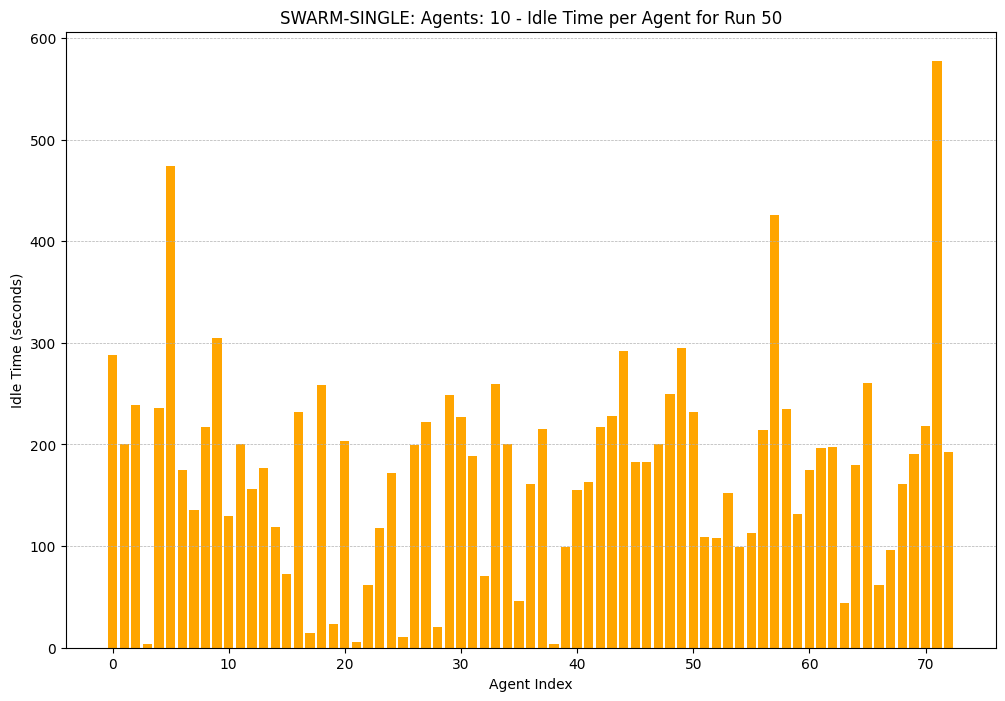 SWARM-SINGLE: Agents: 10 - Idle Time per Agent for Run 50
600
500
400
300
200
100
0
Idle Time (seconds)
0 10 20 30 40 50 60 70
Agent Index